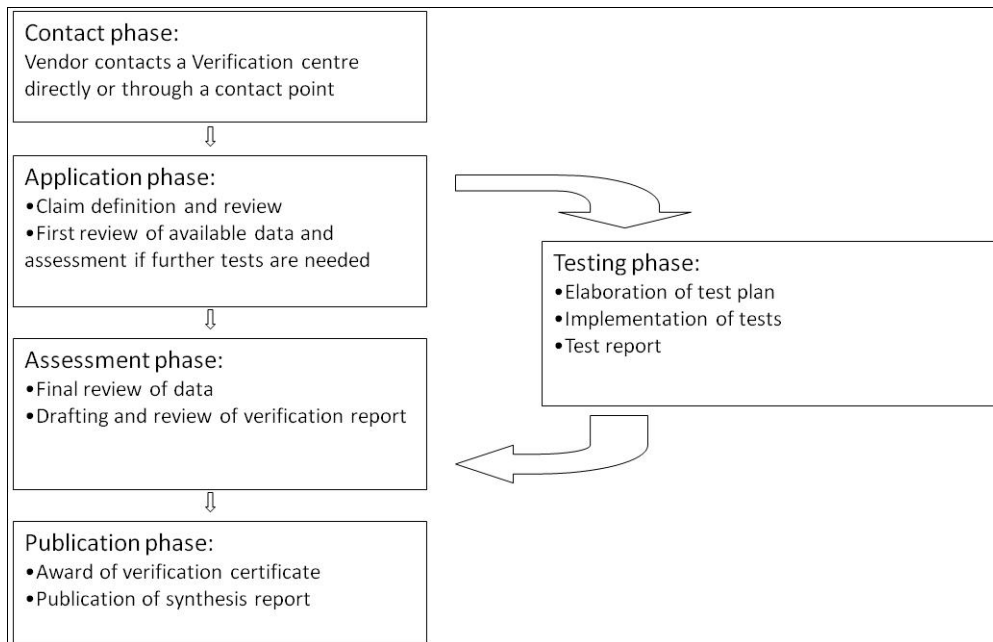 Contact phase:
Vendor contacts a Verification centre
directly or through a contact point
Application phase:
•Claim definition and review
•First review of available data and
assessment if further tests are needed
Testing phase:
•Elaboration of test plan
•Implementation of tests
•Test report
Assessment phase:
•Final review of data
•Drafting and review of verification report
Publication phase:
•Award of verification certificate
•Publication of synthesis report